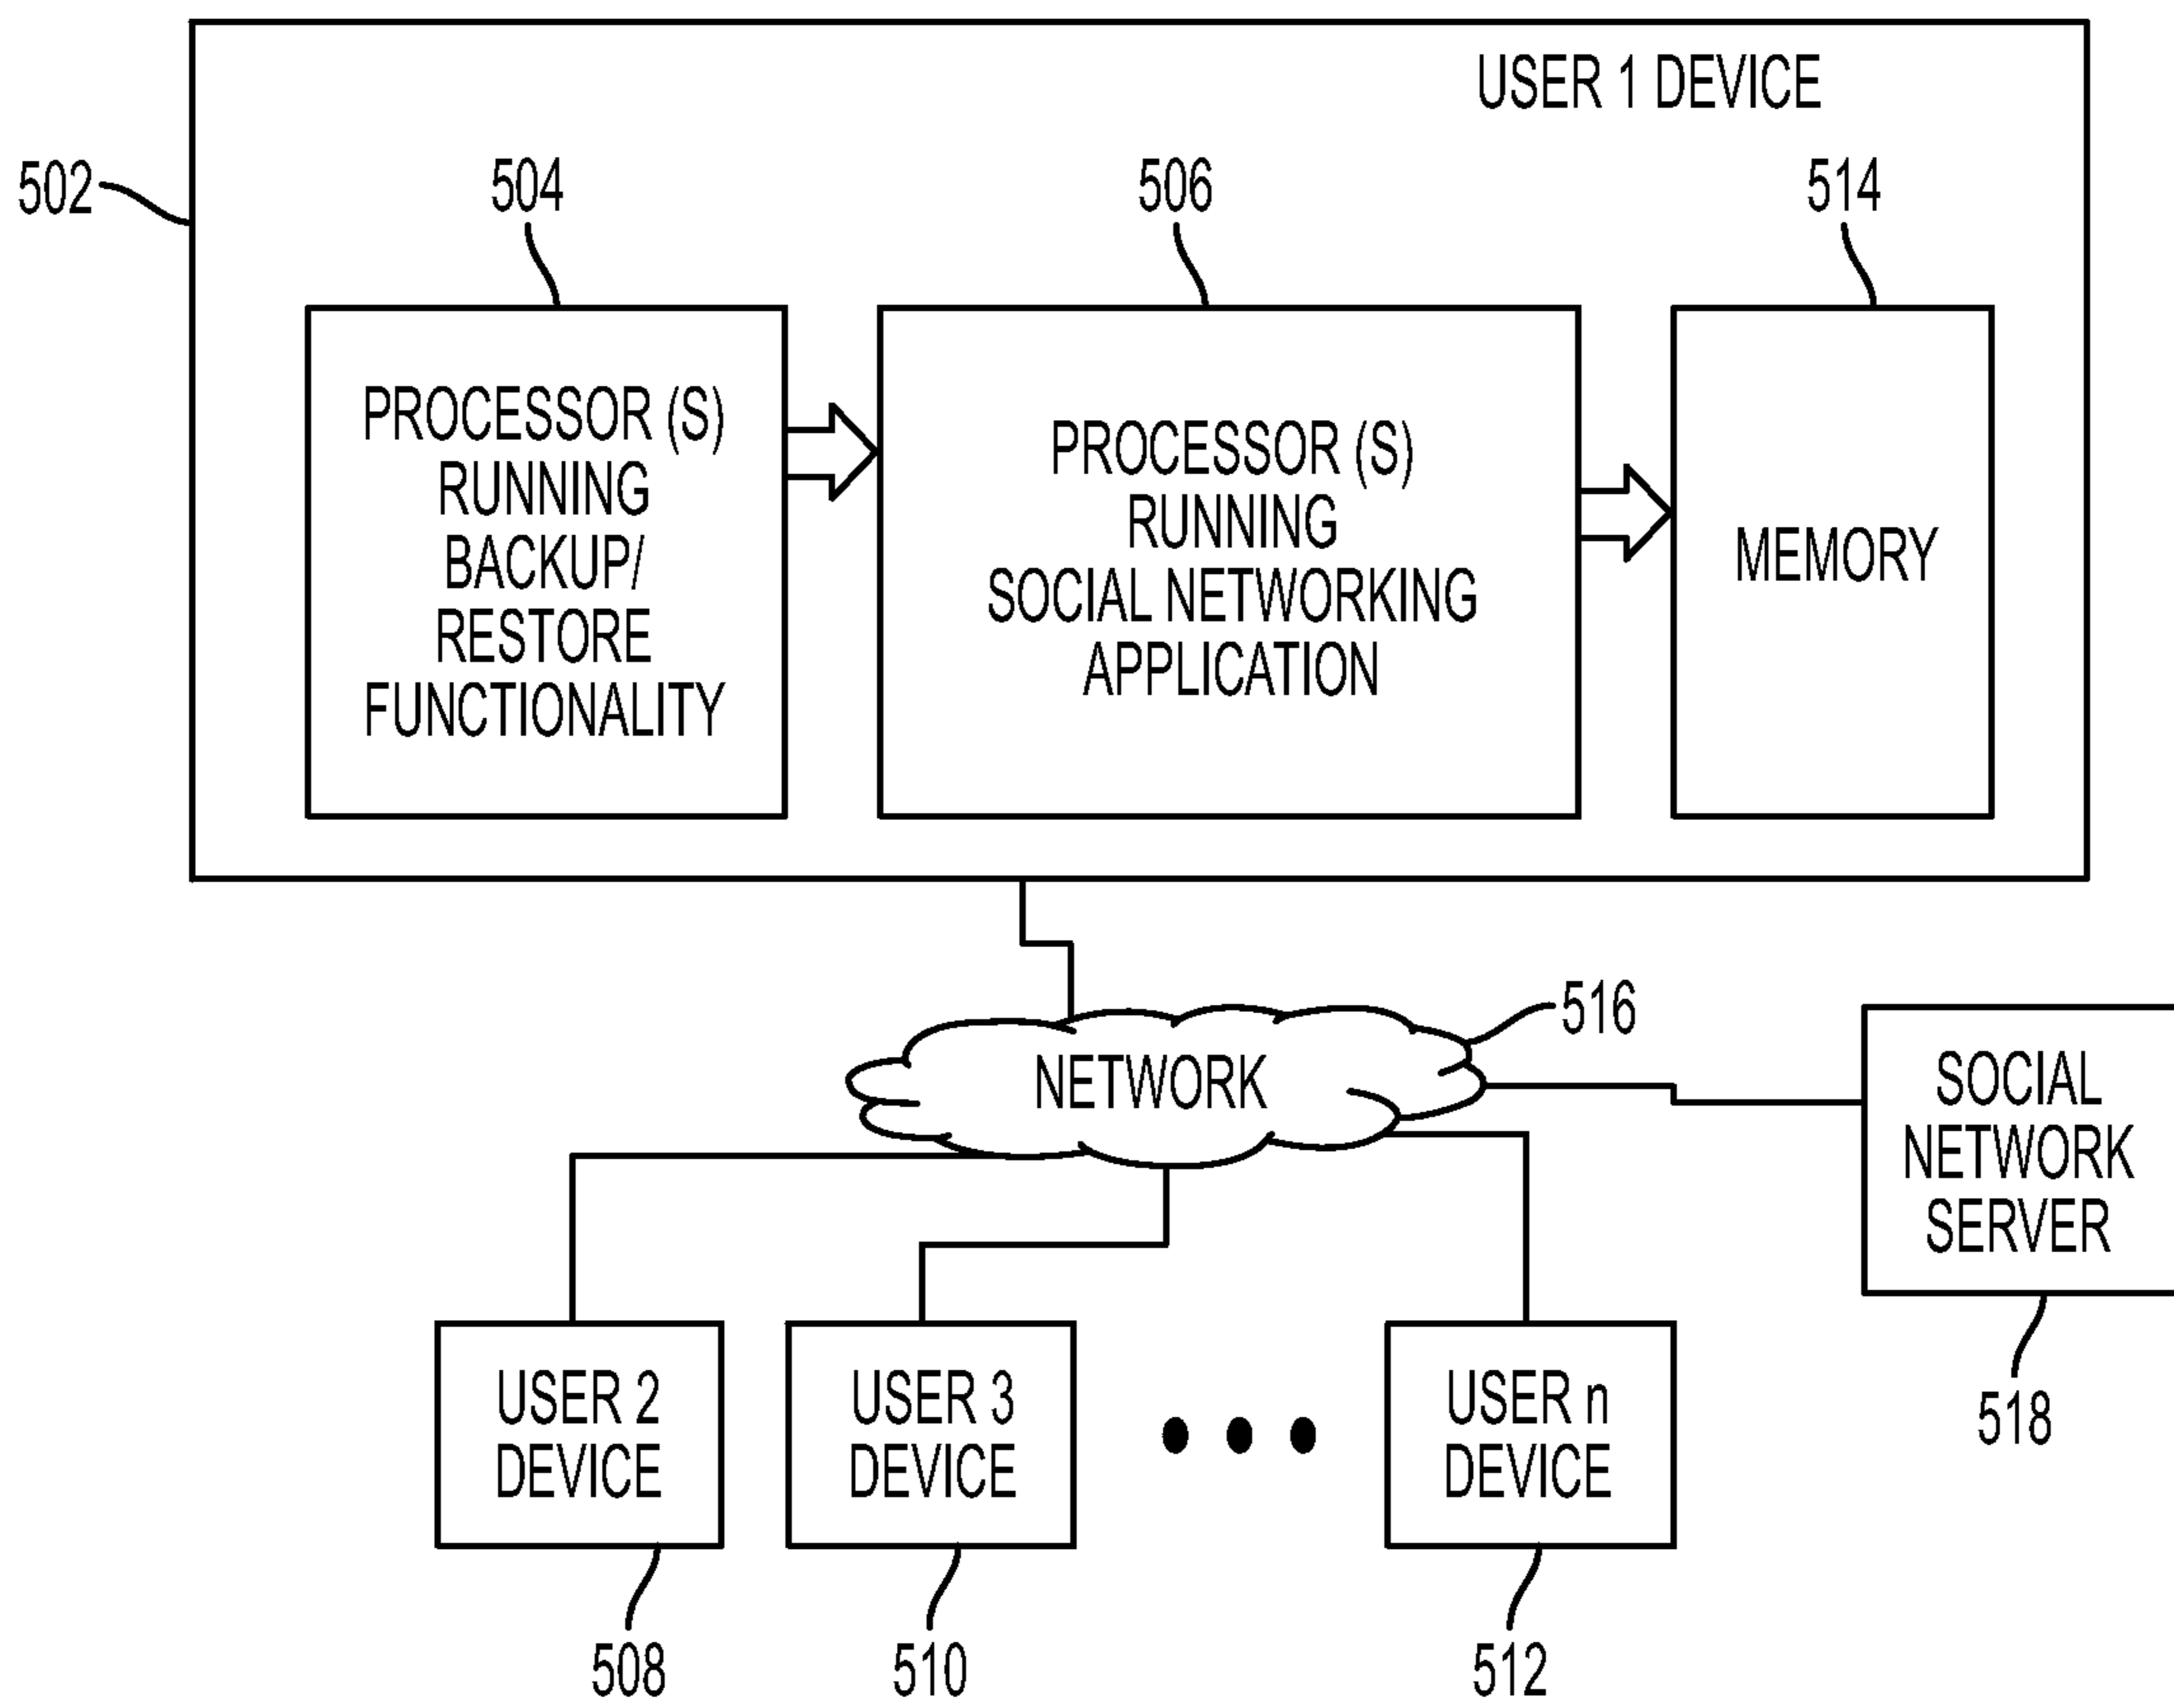 USER 1 DEVICE
502
504
506
514
PROCESSOR (S)
RUNNING
BACKUP/
RESTORE
FUNCTIONALITY
PROCESSOR (S)
RUNNING
SOCIAL NETWORKING
APPLICATION
MEMORY
516
NETWORK
SOCIAL
NETWORK
SERVER
518
USER 2
DEVICE
USER 3
DEVICE
USER n
DEVICE
508
510
512